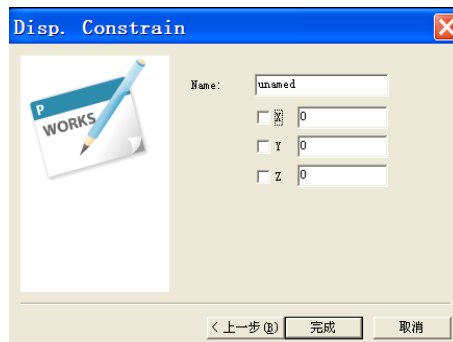 Disp. Constrain
P
WORKS
Name:
unamed
X 0
Y 0
Z 0
< 上一步(B)
完成
取消